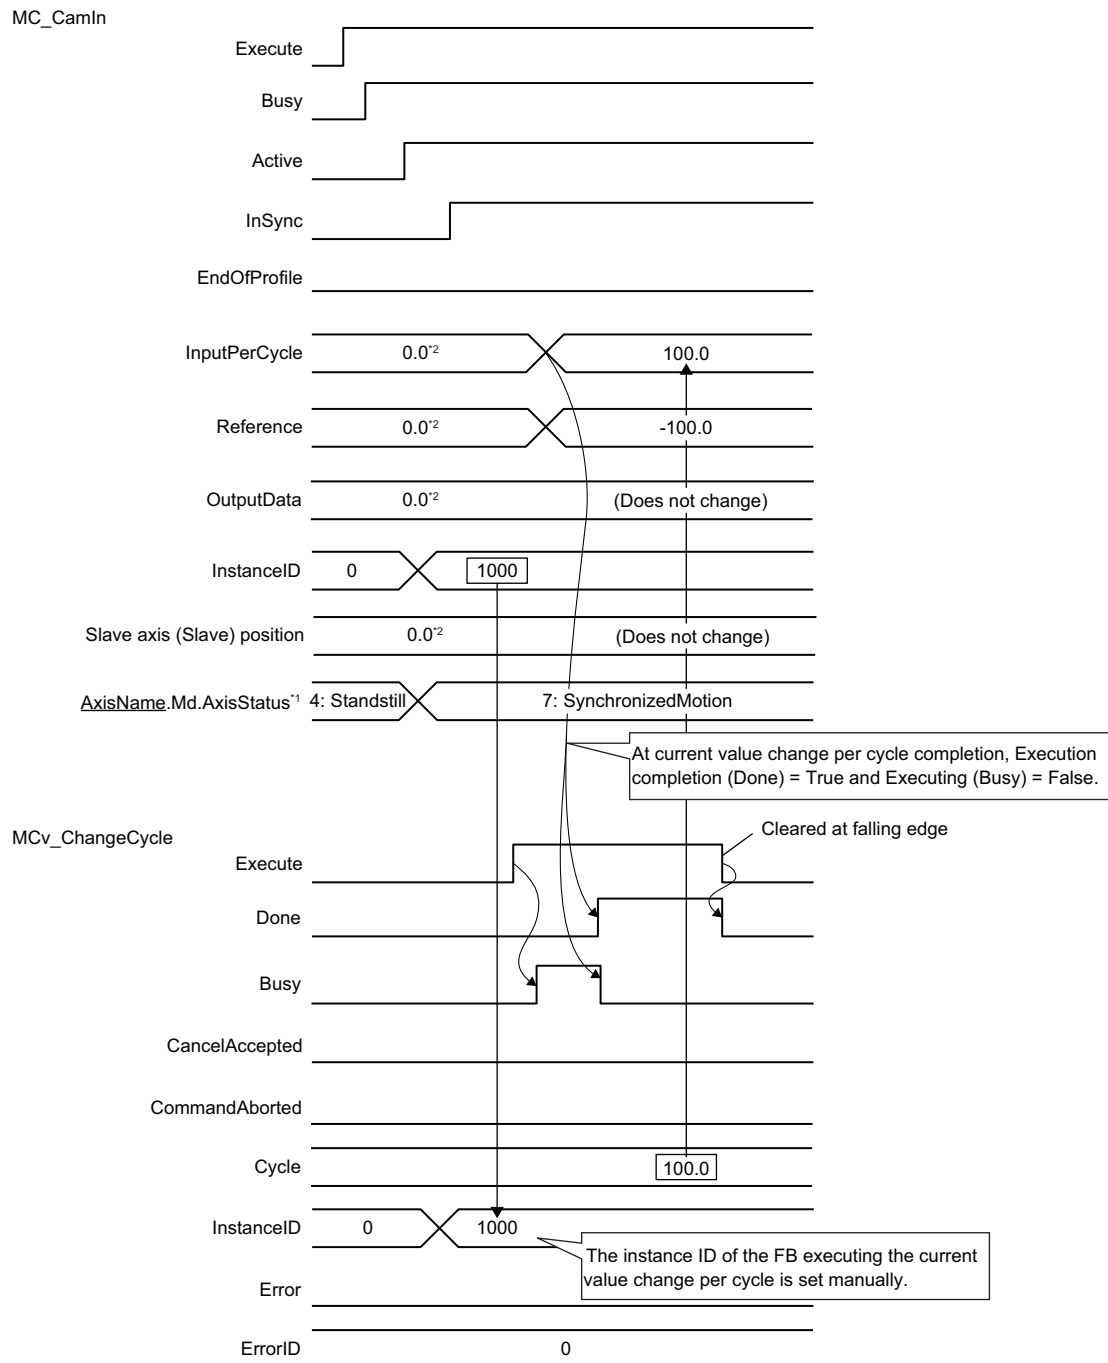 MC_CamIn
Execute
Busy
Active
InSync
EndOfProfile
InputPerCycle 0.0*2 100.0
Reference 0.0*2 -100.0
OutputData 0.0*2 (Does not change)
InstanceID 0 1000
Slave axis (Slave) position 0.0*2 (Does not change)
AxisName.Md.AxisStatus*1 4: Standstill 7: SynchronizedMotion
At current value change per cycle completion, Execution
completion (Done) = True and Executing (Busy) = False.
MCv_ChangeCycle
Cleared at falling edge
Execute
Done
Busy
CancelAccepted
CommandAborted
Cycle 100.0
InstanceID 0 1000
The instance ID of the FB executing the current
value change per cycle is set manually.
Error
ErrorID 0